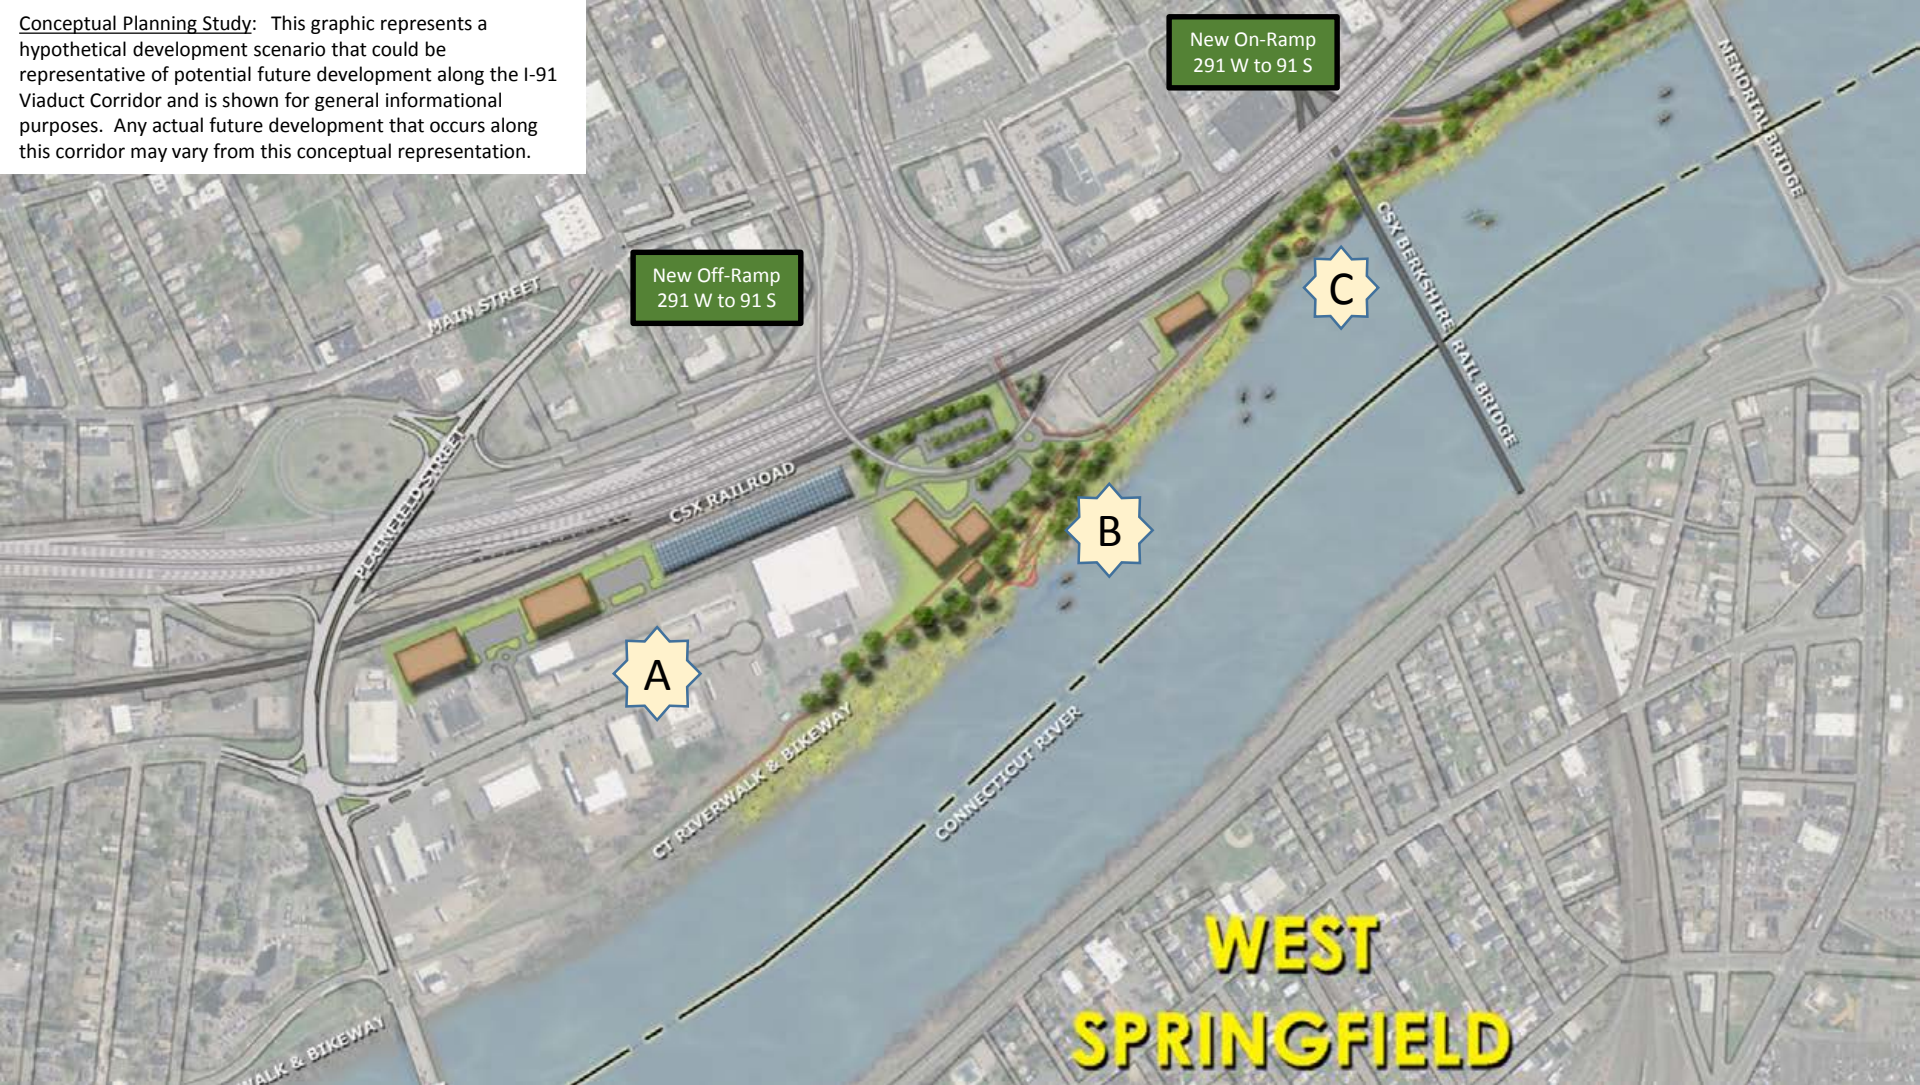 Conceptual Planning Study: This graphic represents a
hypothetical development scenario that could be
representative of potential future development along the I-91
Viaduct Corridor and is shown for general informational
purposes. Any actual future development that occurs along
this corridor may vary from this conceptual representation.
New On-Ramp
291 W to 91 S
MEMORIAL BRIDGE
New Off-Ramp
291 W to 91 S
MAIN STREET
CSX BERKSHIRE RAIL BRIDGE
C
PLAINFIELD STREET
CSX RAILROAD
B
A
CT RIVERWALK & BIKEWAY
CONNECTICUT RIVER
WEST
SPRINGFIELD
WALK & BIKEWAY